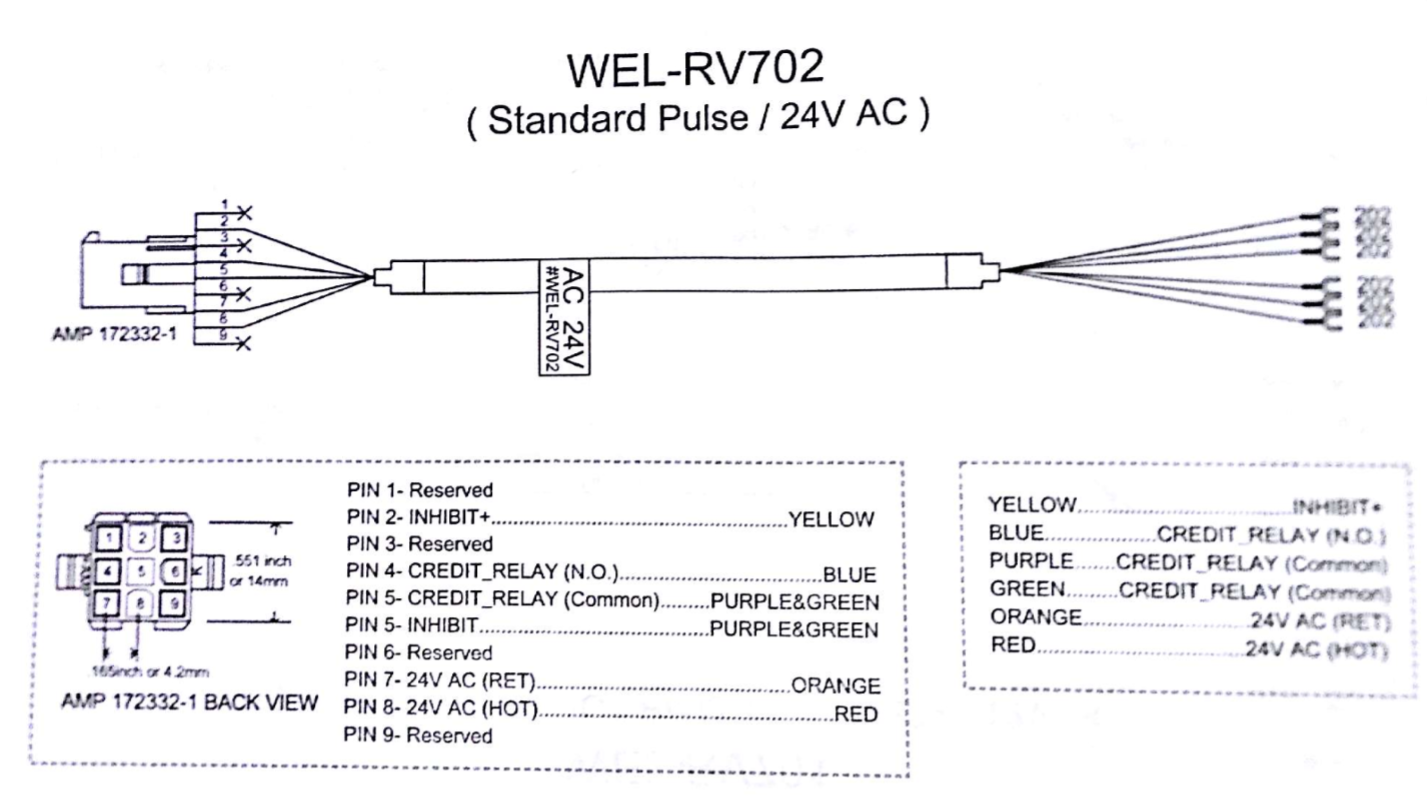 WEL-RV702
( Standard Pulse / 24V AC )
1
2
3
4
5
6
7
8
9
AMP 172332-1
AC 24V
#WEL-RV702
202
202
202
202
202
202
1 2 3
4 5 6
7 8 9
.551 inch
or 14mm
.165inch or 4.2mm
AMP 172332-1 BACK VIEW
PIN 1- Reserved
PIN 2- INHIBIT+..........................................YELLOW
PIN 3- Reserved
PIN 4- CREDIT_RELAY (N.O.).............................BLUE
PIN 5- CREDIT_RELAY (Common).........PURPLE&GREEN
PIN 5- INHIBIT.................................PURPLE&GREEN
PIN 6- Reserved
PIN 7- 24V AC (RET)....................................ORANGE
PIN 8- 24V AC (HOT)..........................................RED
PIN 9- Reserved
YELLOW..............................INHIBIT+
BLUE................CREDIT_RELAY (N.O.)
PURPLE.......CREDIT_RELAY (Common)
GREEN........CREDIT_RELAY (Common)
ORANGE.......................24V AC (RET)
RED.............................24V AC (HOT)